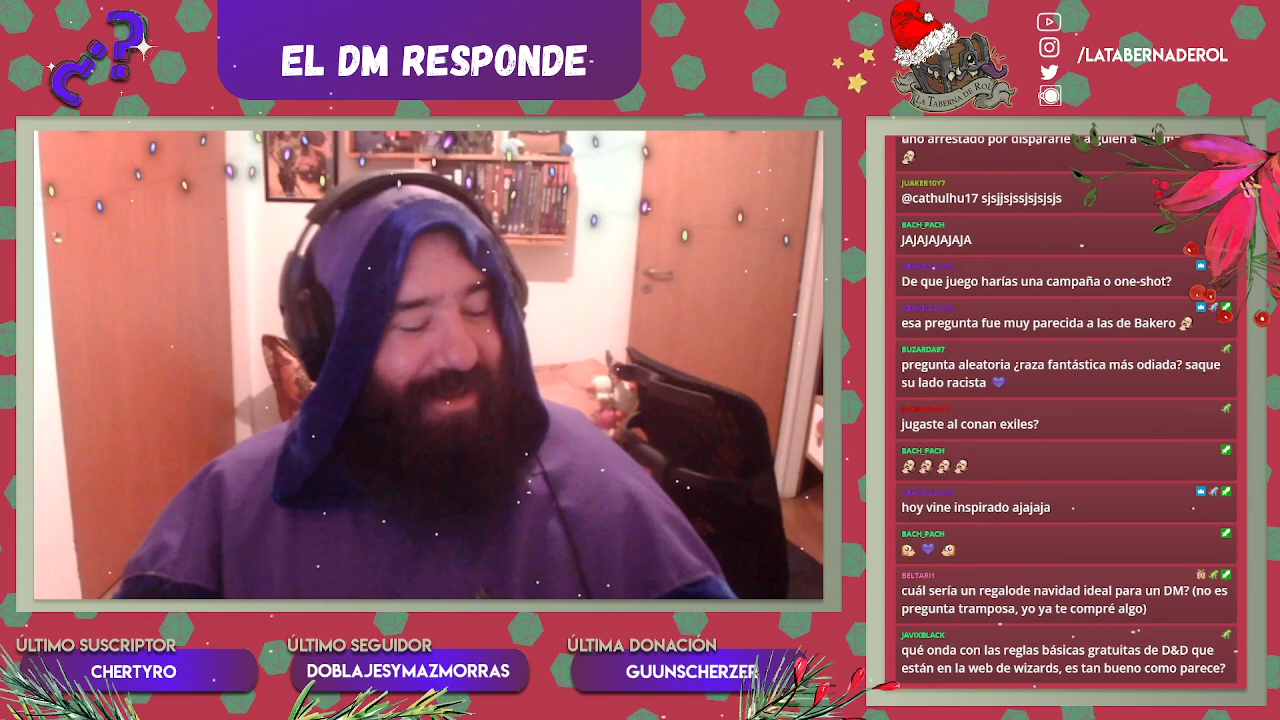 ¿?
EL DM RESPONDE
LA TABERNA DE ROL
/LATABERNADEROL
uno arrestado por dispararle
JUAKER10Y7
@cathulhu17 sjsjjsjssjsjsjsjs
BACH_PACH
JAJAJAJAJAJA
De que juego harías una campaña o one-shot?
esa pregunta fue muy parecida a las de Bakero
BUZARDA97
pregunta aleatoria ¿raza fantástica más odiada? saque
su lado racista 💜
jugaste al conan exiles?
BACH_PACH
hoy vine inspirado ajajaja
BACH_PACH
💜
BELTARI1
cuál sería un regalode navidad ideal para un DM? (no es
pregunta tramposa, yo ya te compré algo)
JAVIXBLACK
qué onda con las reglas básicas gratuitas de D&D que
están en la web de wizards, es tan bueno como parece?
ÚLTIMO SUSCRIPTOR
CHERTYRO
ÚLTIMO SEGUIDOR
DOBLAJESYMAZMORRAS
ÚLTIMA DONACIÓN
GUUNSCHERZER